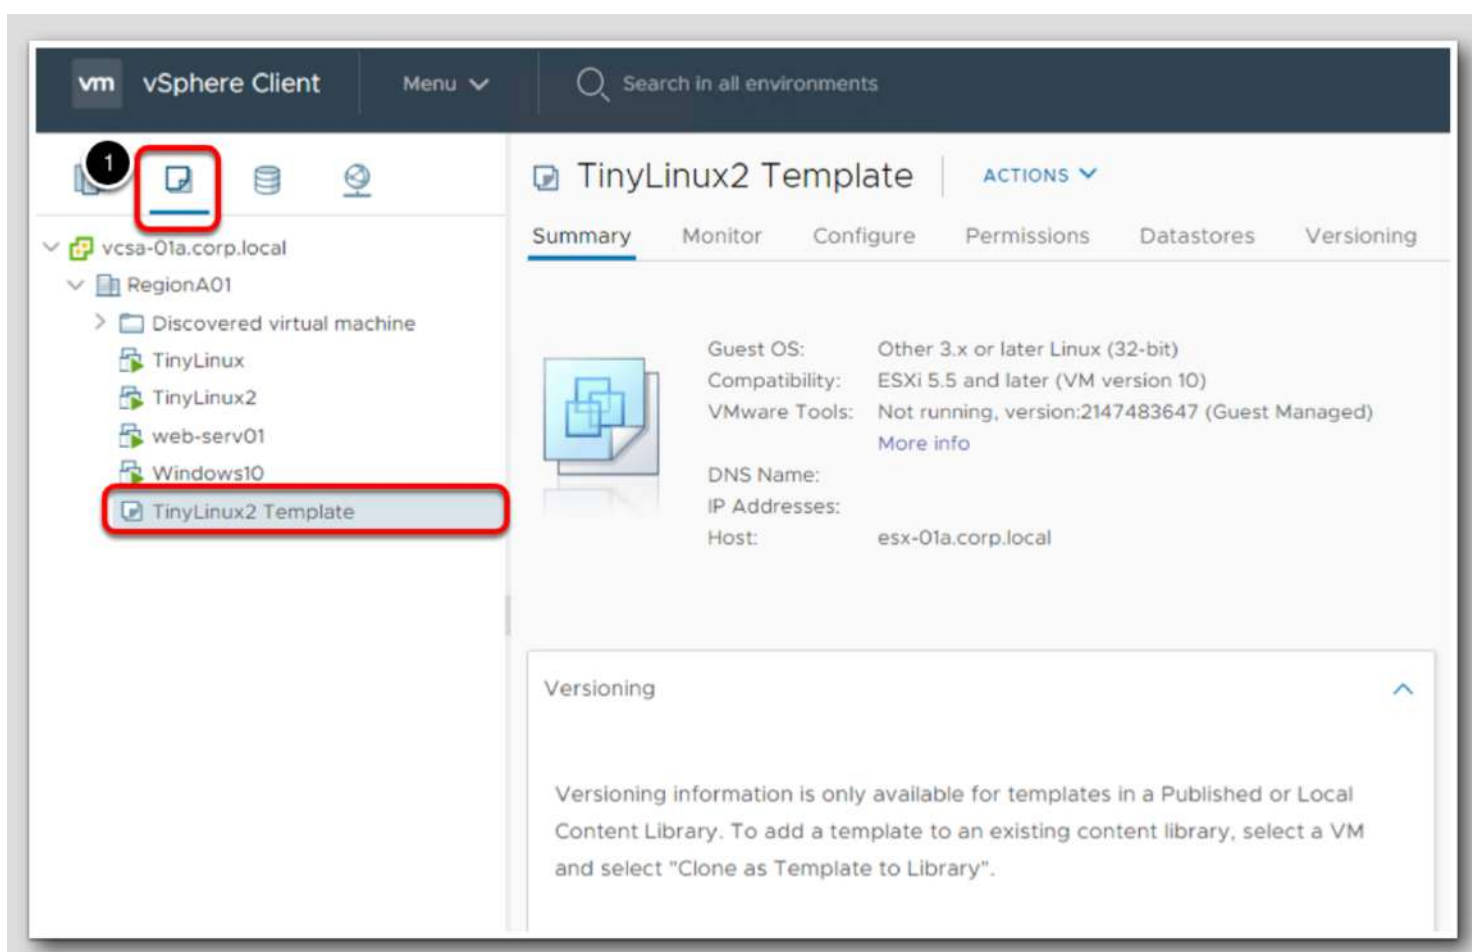 vm vSphere Client Menu Search in all environments
1
vcsa-01a.corp.local
RegionA01
Discovered virtual machine
TinyLinux
TinyLinux2
web-serv01
Windows10
TinyLinux2 Template
TinyLinux2 Template ACTIONS
Summary Monitor Configure Permissions Datastores Versioning
Guest OS: Other 3.x or later Linux (32-bit)
Compatibility: ESXi 5.5 and later (VM version 10)
VMware Tools: Not running, version:2147483647 (Guest Managed)
More info
DNS Name:
IP Addresses:
Host: esx-01a.corp.local
Versioning
Versioning information is only available for templates in a Published or Local
Content Library. To add a template to an existing content library, select a VM
and select "Clone as Template to Library".